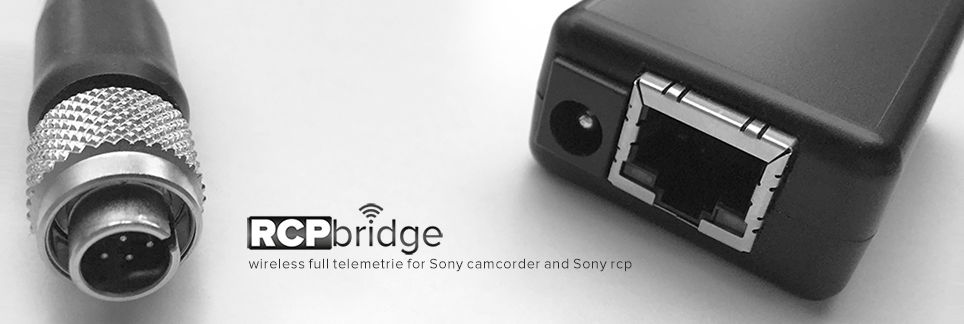 RCPbridge
wireless full telemetrie for Sony camcorder and Sony rcp